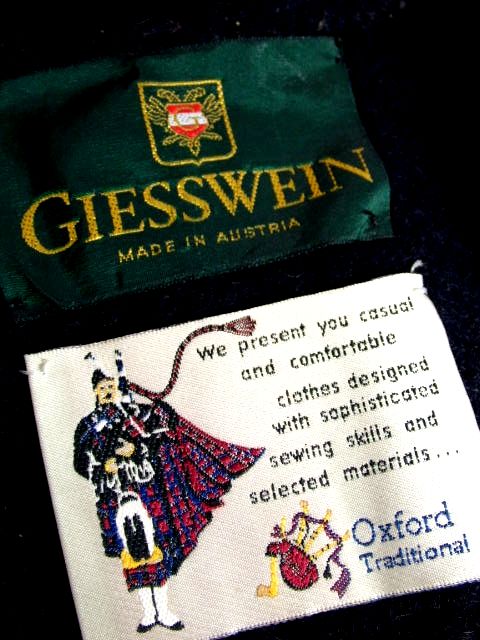 GIESSWEIN
MADE IN AUSTRIA
We present you casual
and comfortable
clothes designed
with sophisticated
sewing skills and
selected materials...
Oxford
Traditional